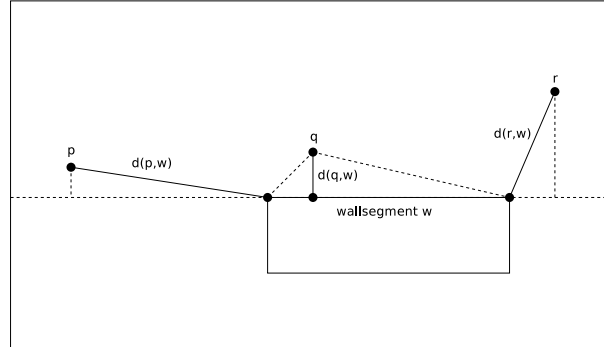 r
d(r,w)
q
p
d(p,w)
d(q,w)
wallsegment w